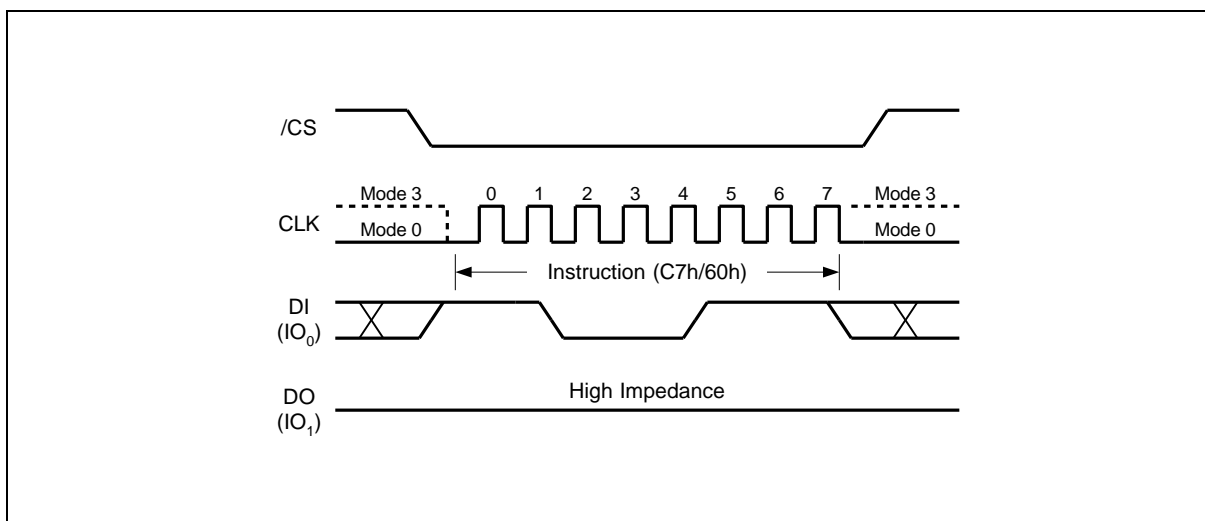 /CS
Mode 3 0 1 2 3 4 5 6 7 Mode 3
CLK
Mode 0 Mode 0
Instruction (C7h/60h)
DI
(IO0)
High Impedance
DO
(IO1)